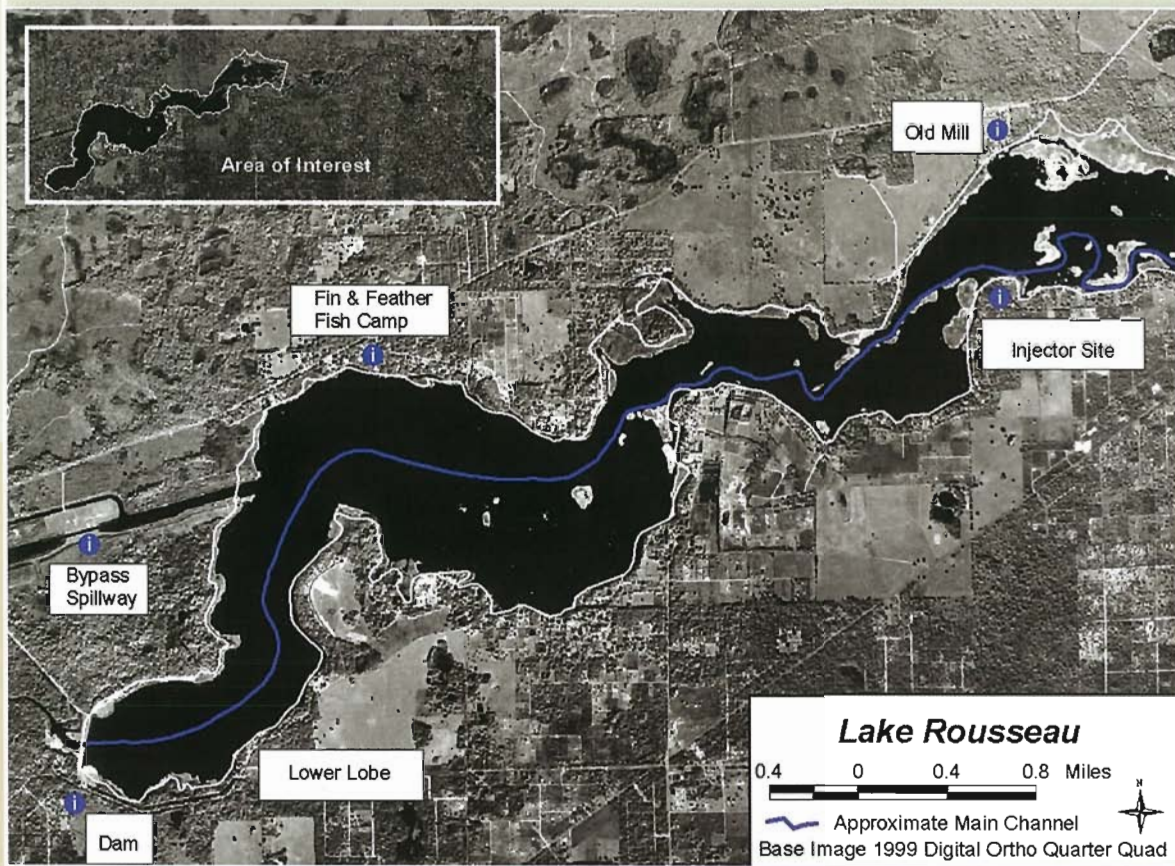 Area of Interest
Old Mill
i
Fin & Feather
Fish Camp
i
i
Injector Site
i
Bypass
Spillway
Lower Lobe
i
Dam
Lake Rousseau
0.4 0 0.4 0.8 Miles
N
Approximate Main Channel
Base Image 1999 Digital Ortho Quarter Quad